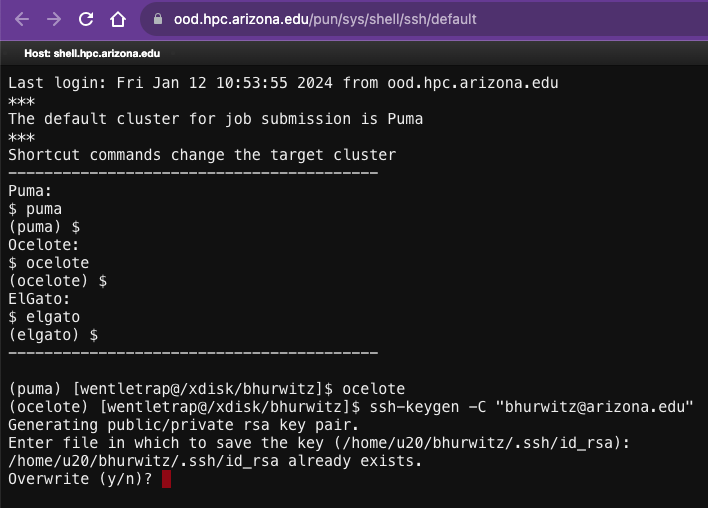 ood.hpc.arizona.edu/pun/sys/shell/ssh/default
Host: shell.hpc.arizona.edu
Last login: Fri Jan 12 10:53:55 2024 from ood.hpc.arizona.edu
***
The default cluster for job submission is Puma
***
Shortcut commands change the target cluster
-----------------------------------------
Puma:
$ puma
(puma) $
Ocelote:
$ ocelote
(ocelote) $
ElGato:
$ elgato
(elgato) $
-----------------------------------------
(puma) [wentletrap@/xdisk/bhurwitz]$ ocelote
(ocelote) [wentletrap@/xdisk/bhurwitz]$ ssh-keygen -C "bhurwitz@arizona.edu"
Generating public/private rsa key pair.
Enter file in which to save the key (/home/u20/bhurwitz/.ssh/id_rsa):
/home/u20/bhurwitz/.ssh/id_rsa already exists.
Overwrite (y/n)?